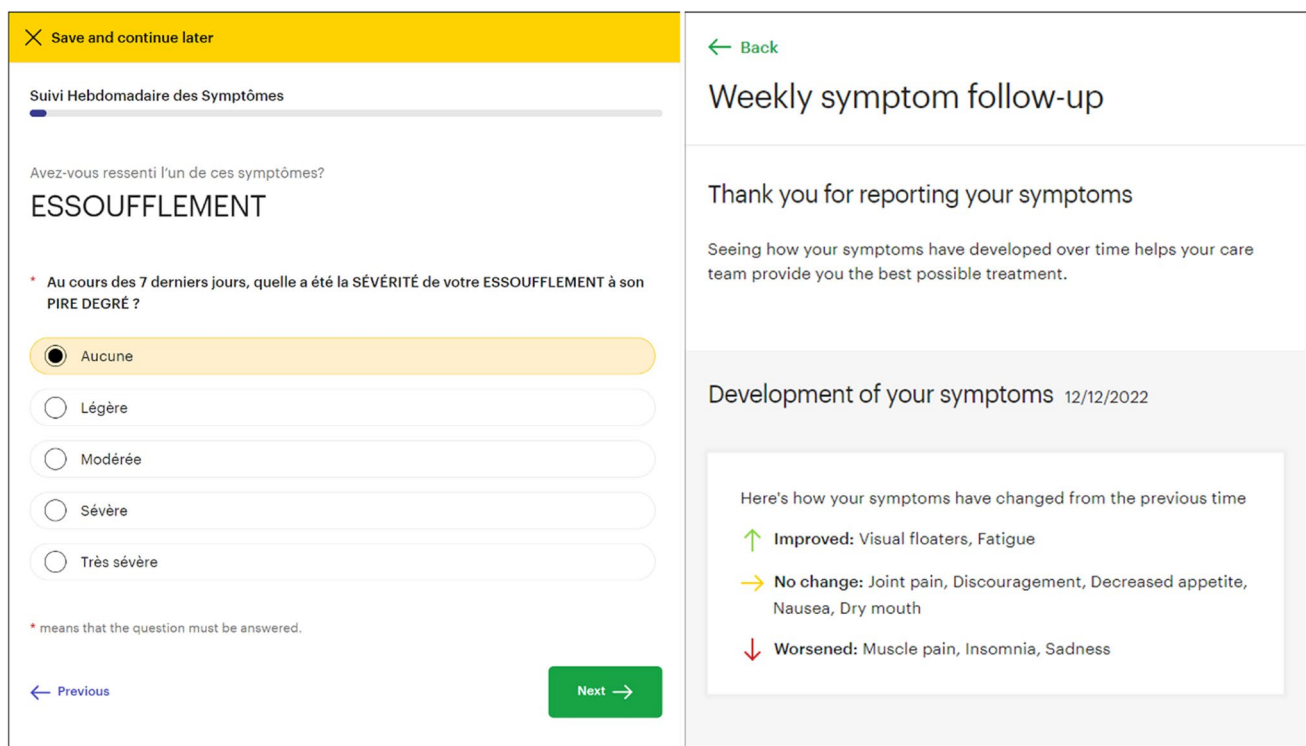 Save and continue later
Suivi Hebdomadaire des Symptômes
Avez-vous ressenti l'un de ces symptômes?
ESSOUFFLEMENT
* Au cours des 7 derniers jours, quelle a été la SÉVÉRITÉ de votre ESSOUFFLEMENT à son
PIRE DEGRÉ ?
Aucune
Légère
Modérée
Sévère
Très sévère
* means that the question must be answered.
Previous
Next
Back
Weekly symptom follow-up
Thank you for reporting your symptoms
Seeing how your symptoms have developed over time helps your care
team provide you the best possible treatment.
Development of your symptoms 12/12/2022
Here's how your symptoms have changed from the previous time
Improved: Visual floaters, Fatigue
No change: Joint pain, Discouragement, Decreased appetite,
Nausea, Dry mouth
Worsened: Muscle pain, Insomnia, Sadness